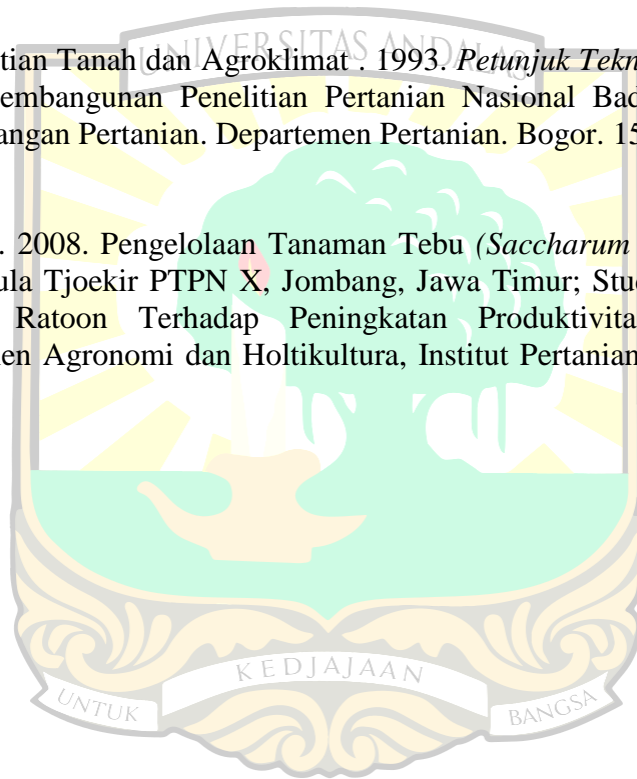 UNIVERSITAS ANDALAS
itian Tanah dan Agroklimat . 1993. Petunjuk Tekn
embangunan Penelitian Pertanian Nasional Bad
angan Pertanian. Departemen Pertanian. Bogor. 15
. 2008. Pengelolaan Tanaman Tebu (Saccharum
ula Tjoekir PTPN X, Jombang, Jawa Timur; Stud
Ratoon Terhadap Peningkatan Produktivita
en Agronomi dan Holtikultura, Institut Pertanian
KEDJAJAAN
UNTUK BANGSA